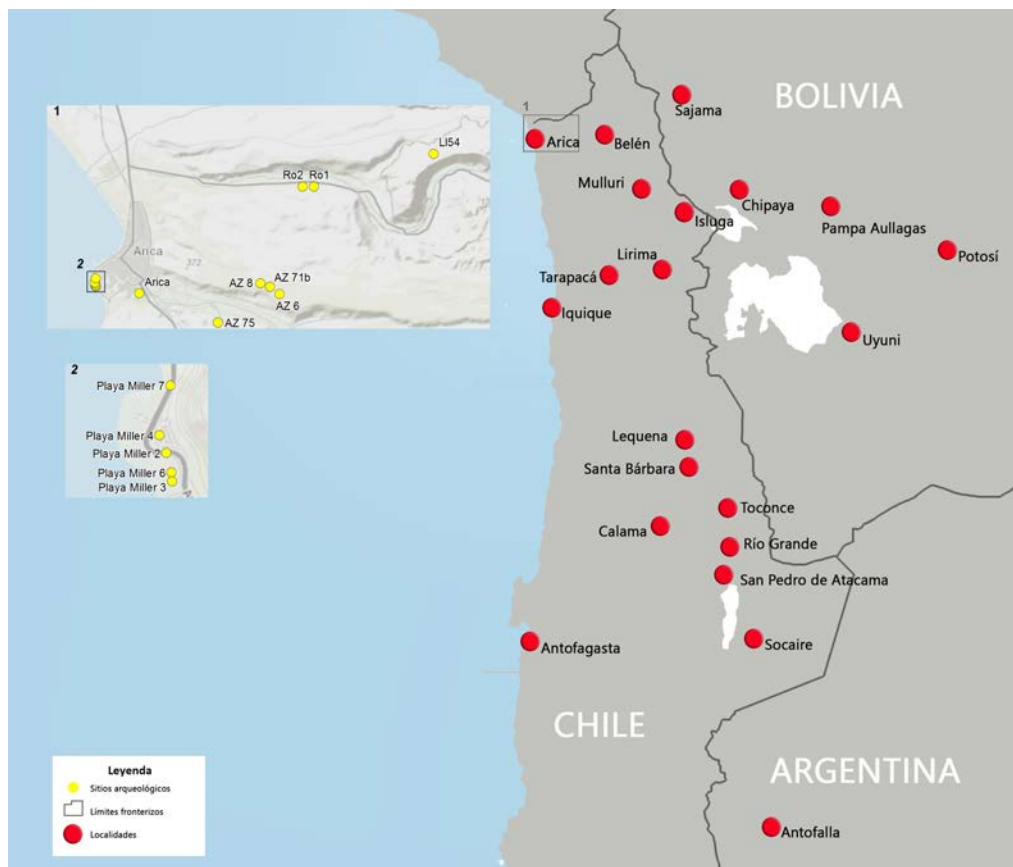 1
LI54
Ro2 Ro1
Arica
372
2
Arica
AZ 8
AZ 71b
AZ 6
AZ 75
2
Playa Miller 7
Playa Miller 4
Playa Miller 2
Playa Miller 6
Playa Miller 3
BOLIVIA
Sajama
1
Arica
Belén
Mulluri
Chipaya
Isluga
Pampa Aullagas
Potosí
Lirima
Tarapacá
Iquique
Uyuni
Lequena
Santa Bárbara
Toconce
Calama
Río Grande
San Pedro de Atacama
Socaire
Antofagasta
CHILE
ARGENTINA
Antofalla
Leyenda
Sitios arqueológicos
Límites fronterizos
Localidades